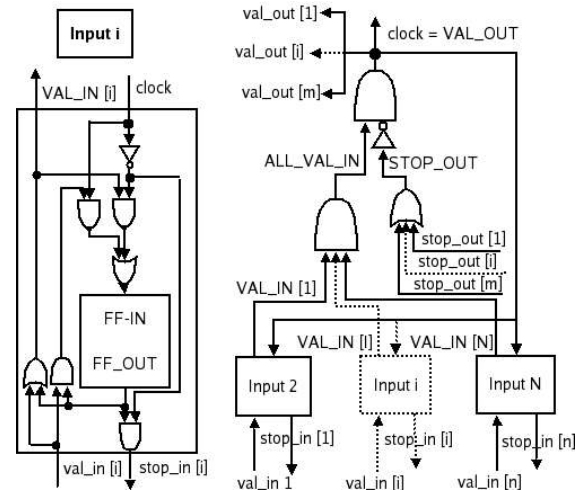 Input i
VAL_IN [i]
clock
FF-IN
FF_OUT
val_in [i]
stop_in [i]
val_out [1]
val_out [i]
val_out [m]
clock = VAL_OUT
ALL_VAL_IN
STOP_OUT
stop_out [1]
stop_out [i]
stop_out [m]
VAL_IN [1]
VAL_IN [I]
VAL_IN [N]
Input 2
Input i
Input N
stop_in [1]
stop_in [i]
stop_in [n]
val_in 1
val_in [i]
val_in [n]